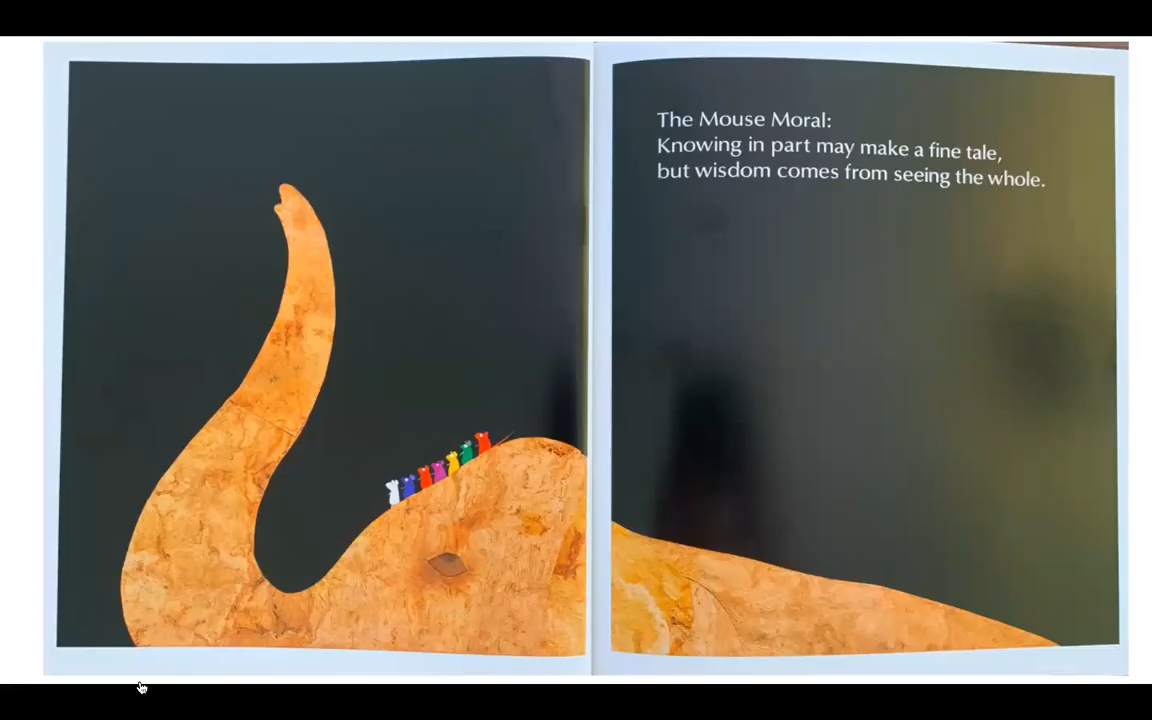 The Mouse Moral:
Knowing in part may make a fine tale,
but wisdom comes from seeing the whole.